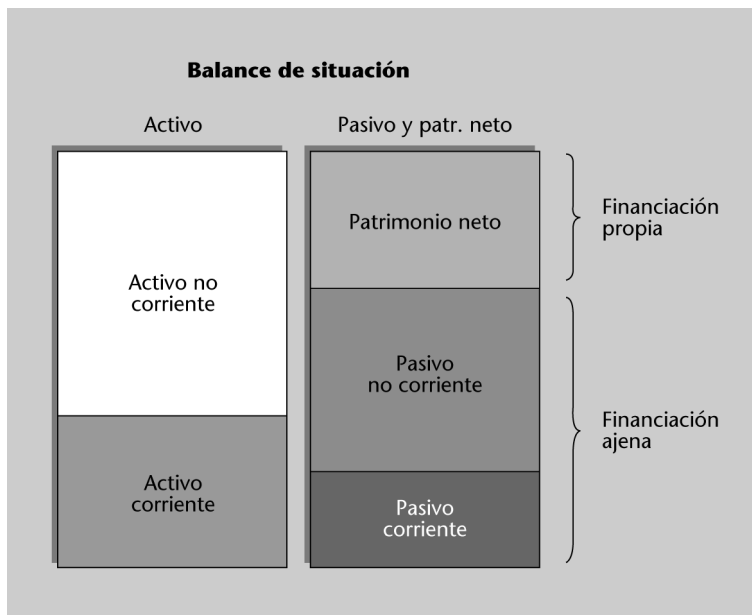 Balance de situación
Activo
Pasivo y patr. neto
Activo no
corriente
Activo
corriente
Patrimonio neto
Pasivo
no corriente
Pasivo
corriente
Financiación
propia
Financiación
ajena